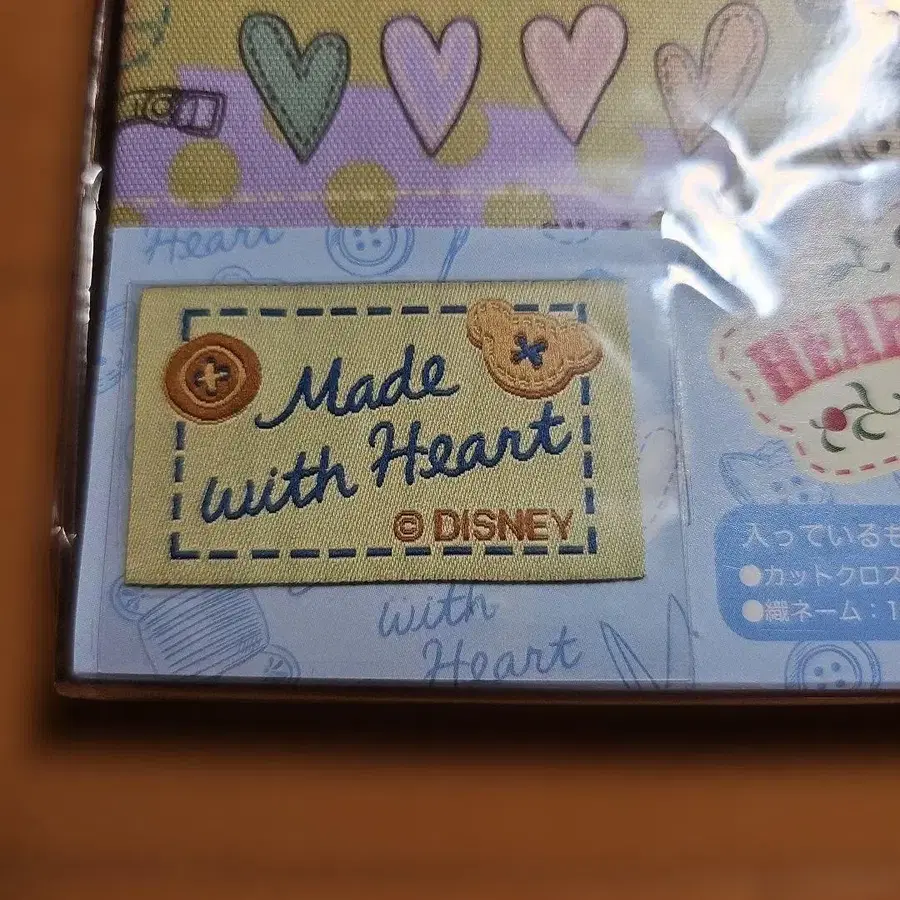 Heart
Made
with Heart
© DISNEY
HEAR
入っているも
●カットクロス
●織ネーム：1
with
Heart